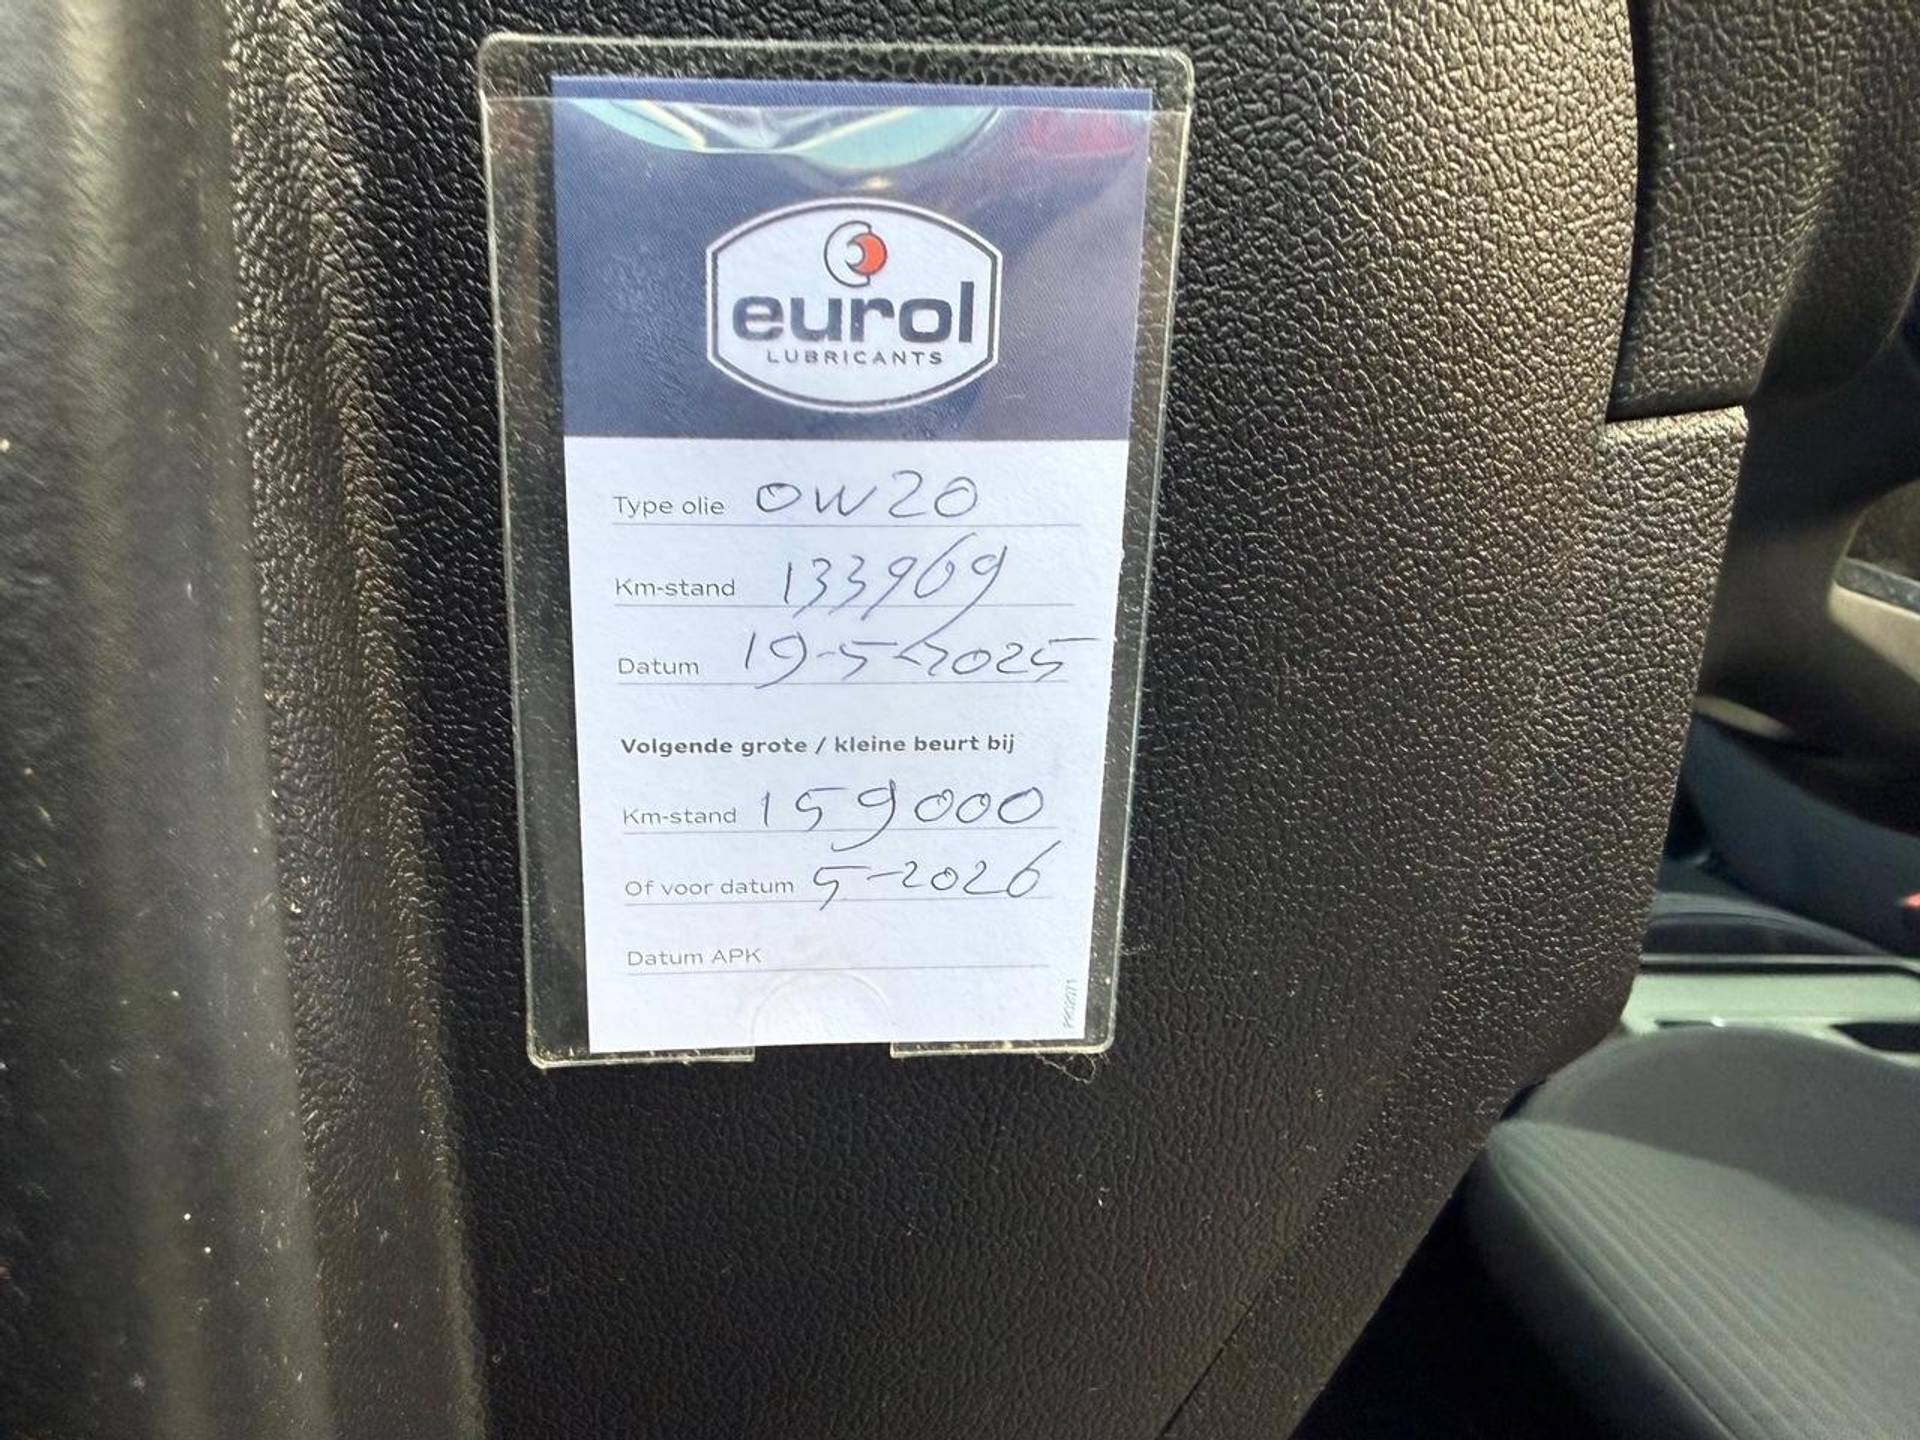 eurol
LUBRICANTS
Type olie 0W20
Km-stand 133969
Datum 19-5-2025
Volgende grote / kleine beurt bij
Km-stand 159000
Of voor datum 5-2026
Datum APK
PR02071